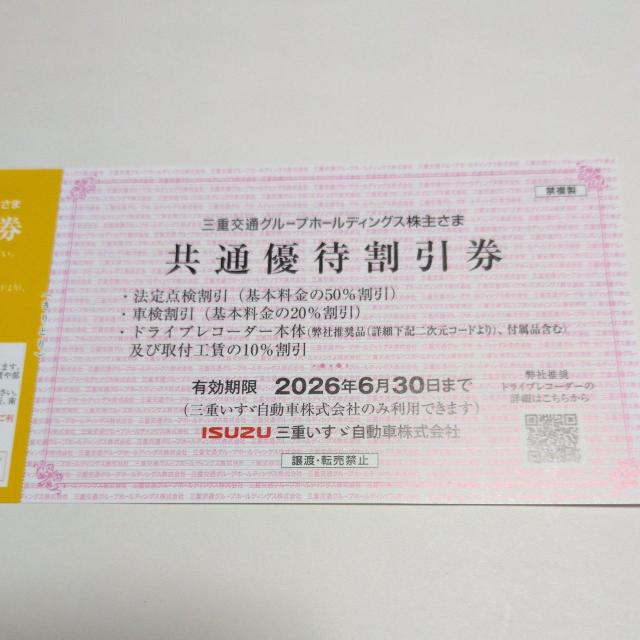 さま
券
禁複製
三重交通グループホールディングス株主さま
共通優待割引券
・法定点検割引（基本料金の50％割引）
・車検割引（基本料金の20％割引）
・ドライブレコーダー本体（弊社推奨品（詳細下記二次元コードより）、付属品含む）
及び取付工賃の10％割引
有効期限 2026年6月30日まで
（三重いすゞ自動車株式会社のみ利用できます）
ISUZU 三重いすゞ自動車株式会社
弊社推奨
ドライブレコーダーの
詳細はこちらから
譲渡・転売禁止